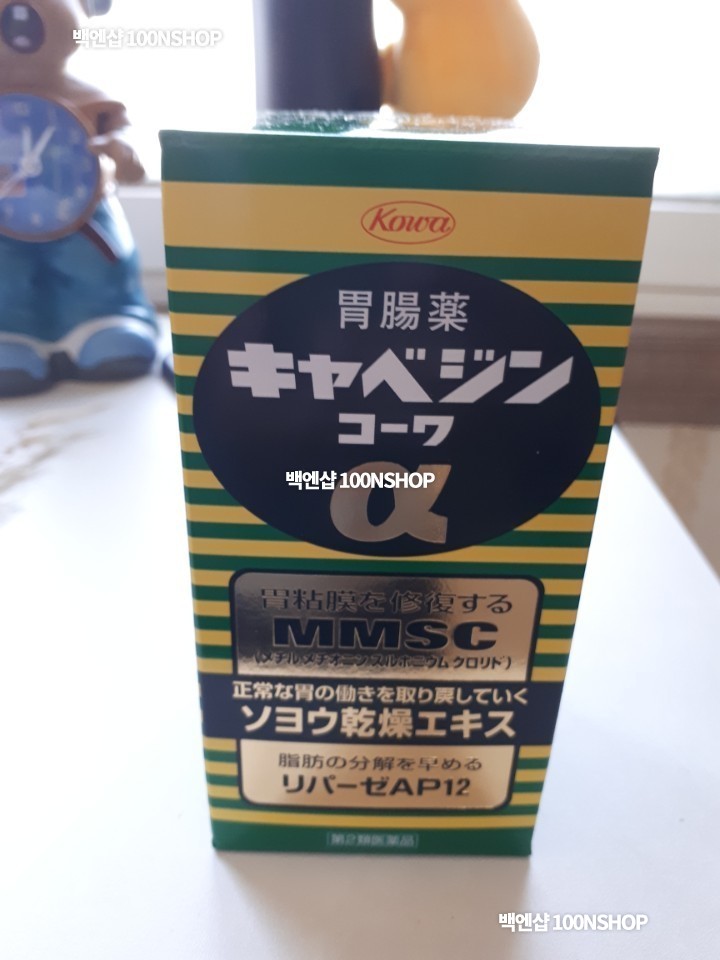 백엔샵 100NSHOP
Kowa
胃腸薬
キャベジン
コーワ
α
백엔샵 100NSHOP
胃粘膜を修復する
MMSC
(メチルメチオニンスルホニウムクロリド)
正常な胃の働きを取り戻していく
ソヨウ乾燥エキス
脂肪の分解を早める
リパーゼAP12
第2類医薬品
백엔샵 100NSHOP